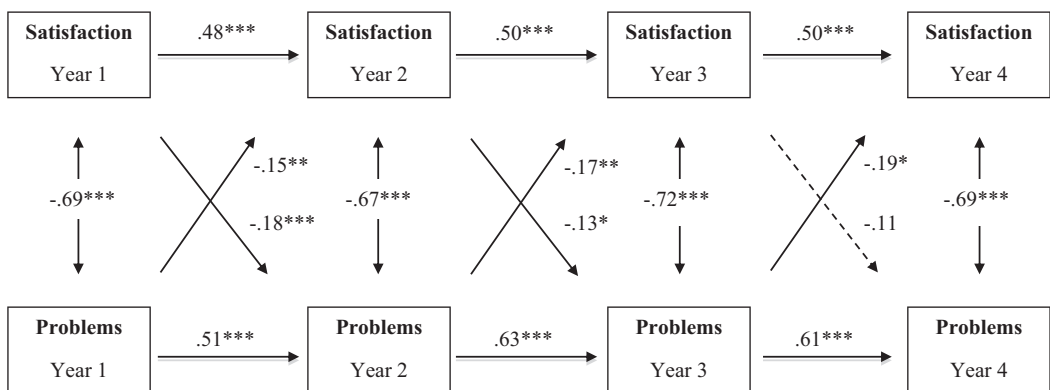 .48***
.50***
.50***
Satisfaction
Year 1
Satisfaction
Year 2
Satisfaction
Year 3
Satisfaction
Year 4
-.15**
-.17**
-.19*
-.69***
-.67***
-.72***
-.69***
-.18***
-.13*
-.11
Problems
Year 1
Problems
Year 2
Problems
Year 3
Problems
Year 4
.51***
.63***
.61***